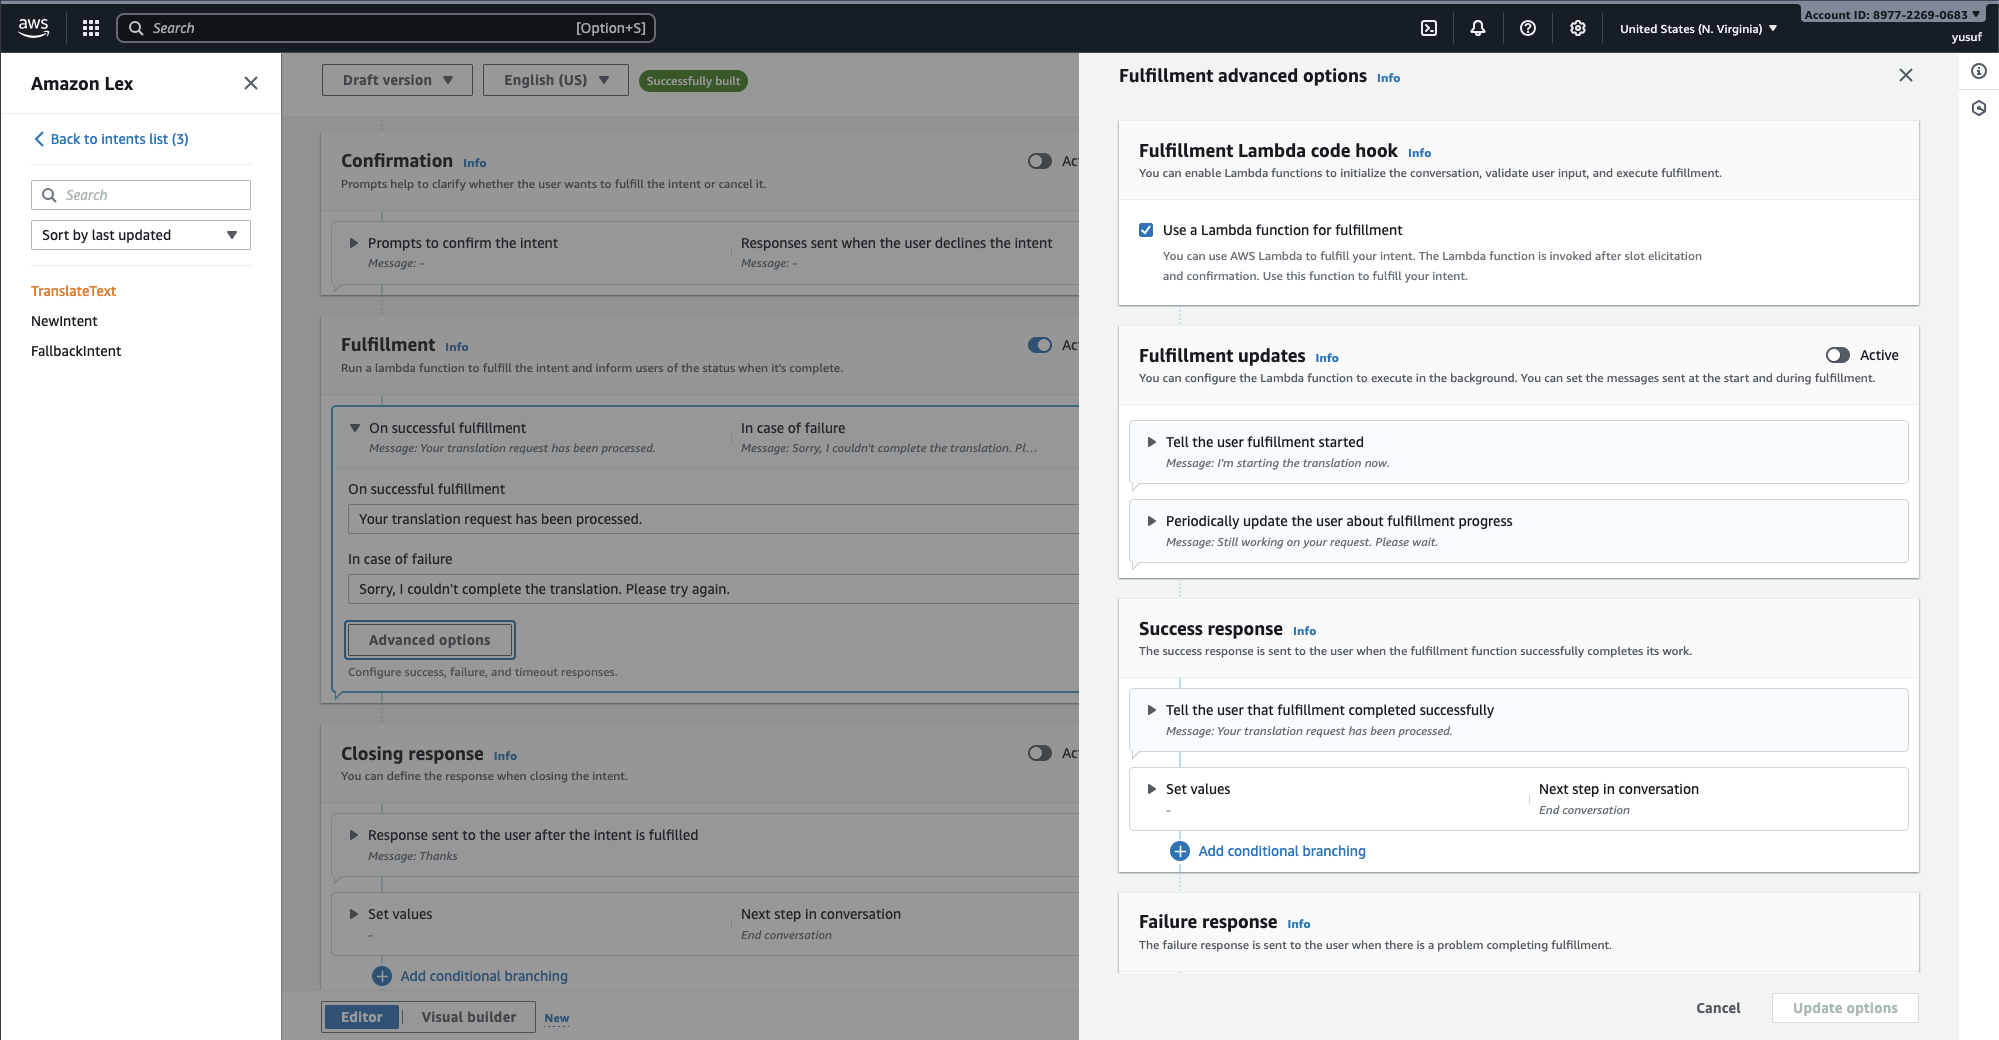 aws
Search
[Option+S]
United States (N. Virginia)
Account ID: 8977-2269-0683
yusuf
Amazon Lex
Back to intents list (3)
Search
Sort by last updated
TranslateText
NewIntent
FallbackIntent
Draft version
English (US)
Successfully built
Confirmation Info
Prompts help to clarify whether the user wants to fulfill the intent or cancel it.
Prompts to confirm the intent
Message: -
Responses sent when the user declines the intent
Message: -
Fulfillment Info
Run a lambda function to fulfill the intent and inform users of the status when it's complete.
On successful fulfillment
Message: Your translation request has been processed.
In case of failure
Message: Sorry, I couldn't complete the translation. Pl...
On successful fulfillment
Your translation request has been processed.
In case of failure
Sorry, I couldn't complete the translation. Please try again.
Advanced options
Configure success, failure, and timeout responses.
Closing response Info
You can define the response when closing the intent.
Response sent to the user after the intent is fulfilled
Message: Thanks
Set values
-
Next step in conversation
End conversation
Add conditional branching
Editor
Visual builder
New
Fulfillment advanced options Info
Fulfillment Lambda code hook Info
You can enable Lambda functions to initialize the conversation, validate user input, and execute fulfillment.
Use a Lambda function for fulfillment
You can use AWS Lambda to fulfill your intent. The Lambda function is invoked after slot elicitation
and confirmation. Use this function to fulfill your intent.
Fulfillment updates Info
Active
You can configure the Lambda function to execute in the background. You can set the messages sent at the start and during fulfillment.
Tell the user fulfillment started
Message: I'm starting the translation now.
Periodically update the user about fulfillment progress
Message: Still working on your request. Please wait.
Success response Info
The success response is sent to the user when the fulfillment function successfully completes its work.
Tell the user that fulfillment completed successfully
Message: Your translation request has been processed.
Set values
-
Next step in conversation
End conversation
Add conditional branching
Failure response Info
The failure response is sent to the user when there is a problem completing fulfillment.
Cancel
Update options